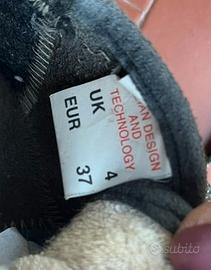 AN DESIGN
AND
TECHNOLOGY
UK 4
EUR 37
subito